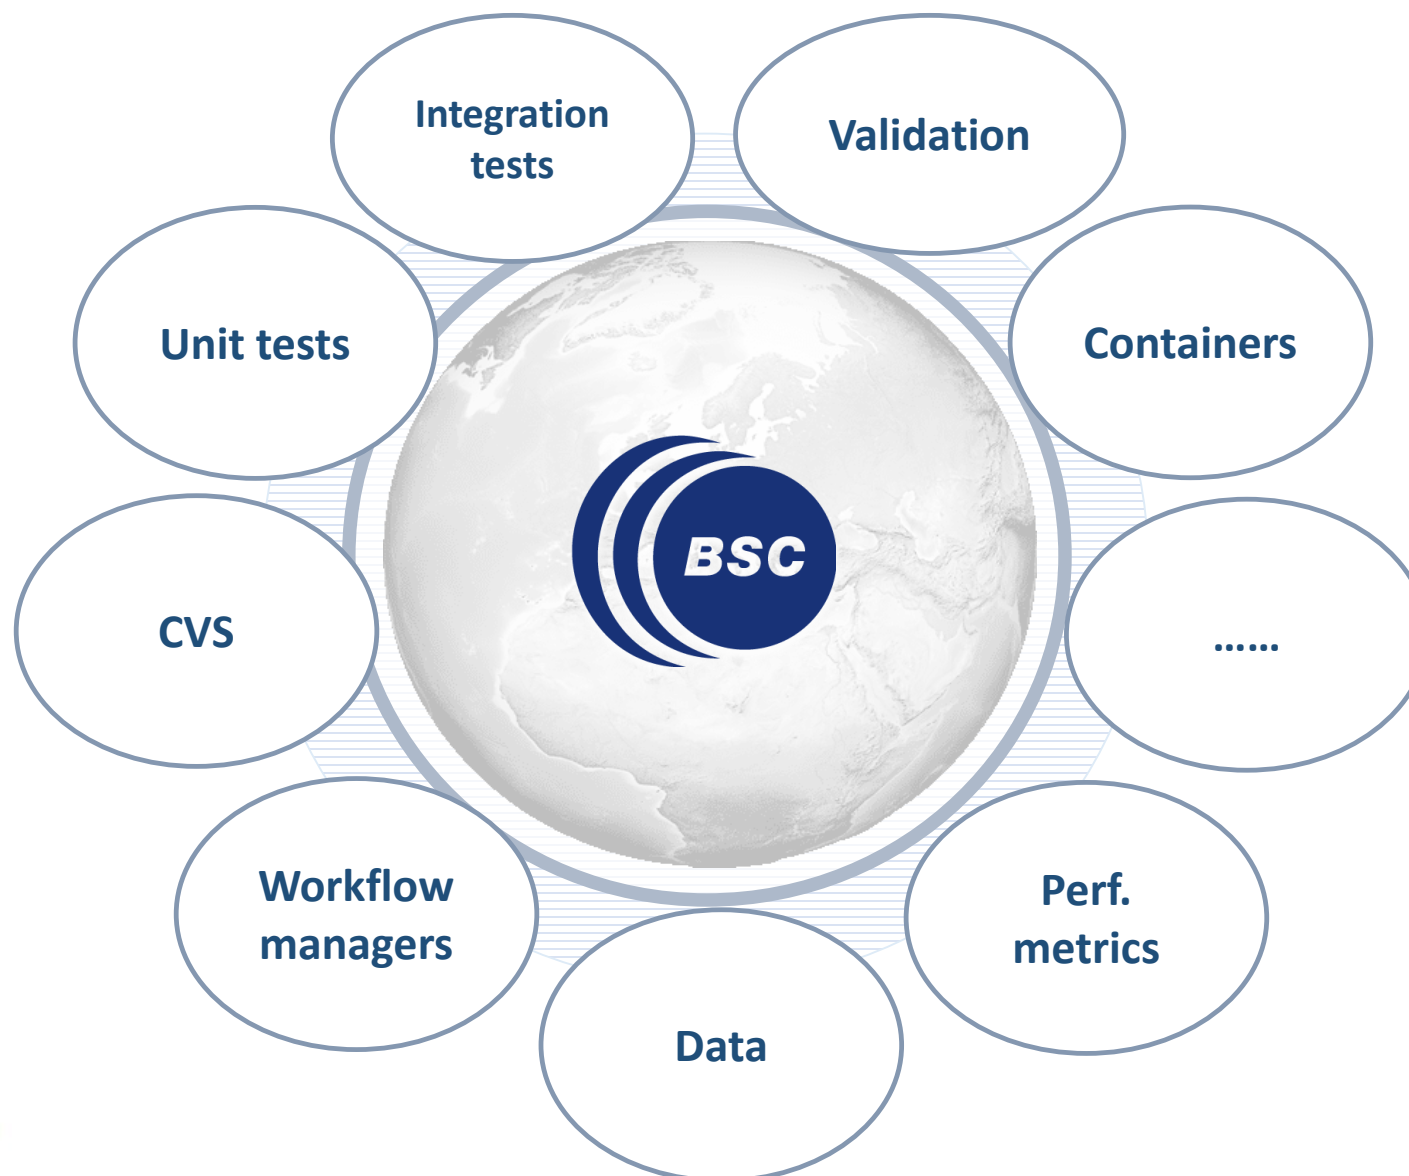 Integration
tests
Validation
Unit tests
Containers
BSC
CVS
......
Workflow
managers
Perf.
metrics
Data